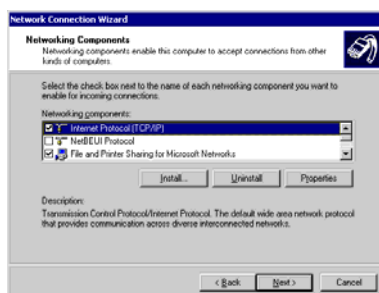 Network Connection Wizard
Networking Components
Networking components enable this computer to accept connections from other
kinds of computers.
Select the check box next to the name of each networking component you want to
enable for incoming connections.
Networking components:
Internet Protocol (TCP/IP)
NetBEUI Protocol
File and Printer Sharing for Microsoft Networks
Install...
Uninstall
Properties
Description:
Transmission Control Protocol/Internet Protocol. The default wide area network protocol
that provides communication across diverse interconnected networks.
< Back
Next >
Cancel